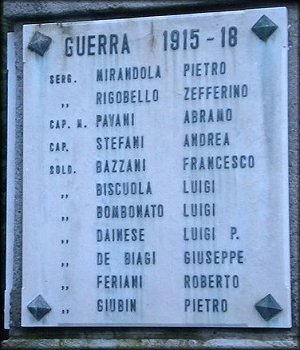 GUERRA 1915-18
SERG. MIRANDOLA PIETRO
,, RIGOBELLO ZEFFERINO
CAP. M. PAVANI ABRAMO
CAP. STEFANI ANDREA
SOLD. BAZZANI FRANCESCO
,, BISCUOLA LUIGI
,, BOMBONATO LUIGI
,, DAINESE LUIGI P.
,, DE BIAGI GIUSEPPE
,, FERIANI ROBERTO
,, GIUBIN PIETRO